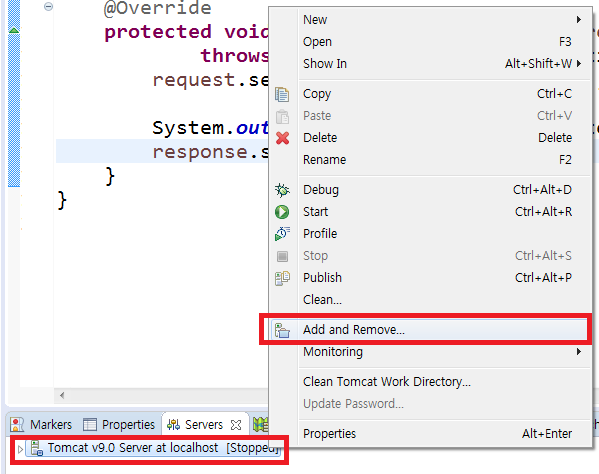 @Override
protected void
throws
request.se
System.out
response.s
}
}
New
Open F3
Show In Alt+Shift+W
Copy Ctrl+C
Paste Ctrl+V
Delete Delete
Rename F2
Debug Ctrl+Alt+D
Start Ctrl+Alt+R
Profile
Stop Ctrl+Alt+S
Publish Ctrl+Alt+P
Clean...
Add and Remove...
Monitoring
Clean Tomcat Work Directory...
Update Password...
Properties Alt+Enter
Markers Properties Servers
Tomcat v9.0 Server at localhost [Stopped]